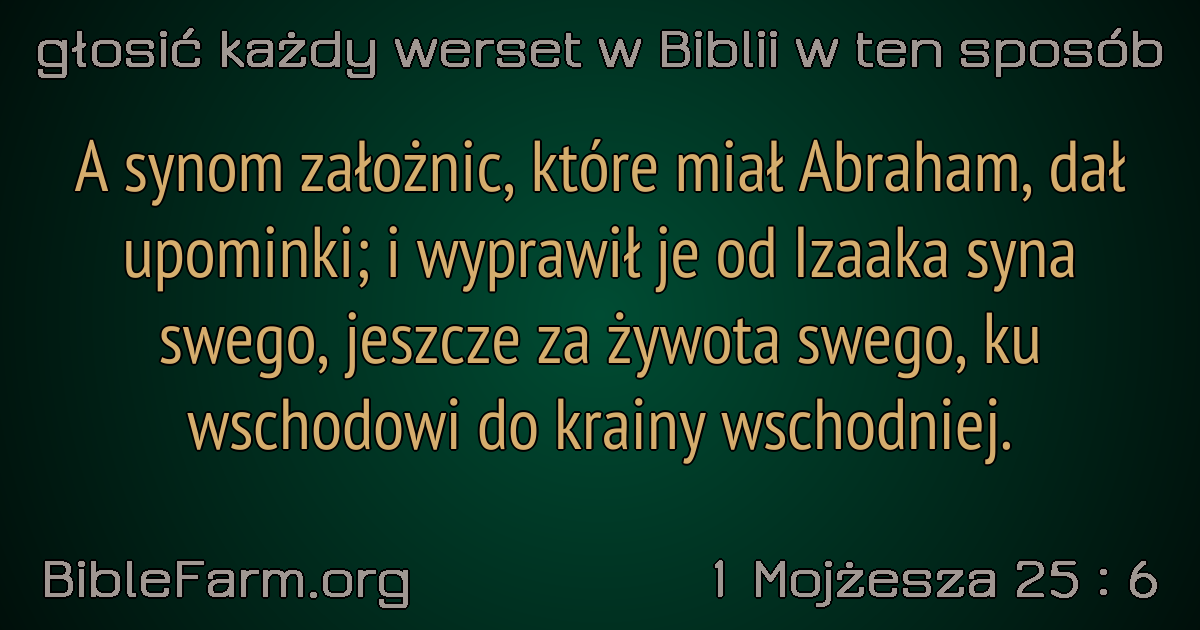 głosić każdy werset w Biblii w ten sposób
A synom założnic, które miał Abraham, dał
upominki; i wyprawił je od Izaaka syna
swego, jeszcze za żywota swego, ku
wschodowi do krainy wschodniej.
BibleFarm.org
1 Mojżesza 25 : 6